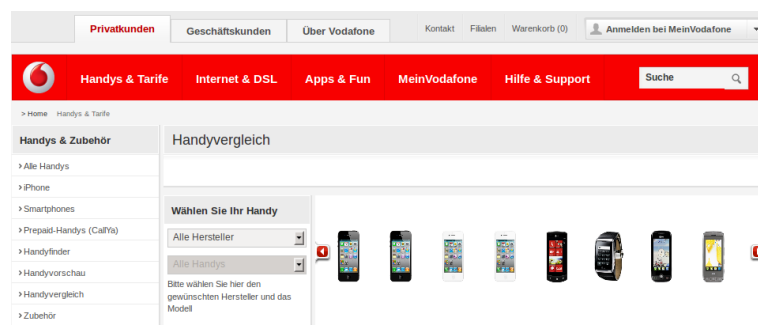 Privatkunden
Geschäftskunden
Über Vodafone
Kontakt Filialen Warenkorb (0)
Anmelden bei MeinVodafone
Handys & Tarife Internet & DSL Apps & Fun MeinVodafone Hilfe & Support
Suche
> Home Handys & Tarife
Handys & Zubehör
› Alle Handys
› iPhone
› Smartphones
› Prepaid-Handys (CallYa)
› Handyfinder
› Handyvorschau
› Handyvergleich
› Zubehör
Handyvergleich
Wählen Sie Ihr Handy
Alle Hersteller
Alle Handys
Bitte wählen Sie hier den
gewünschten Hersteller und das
Modell